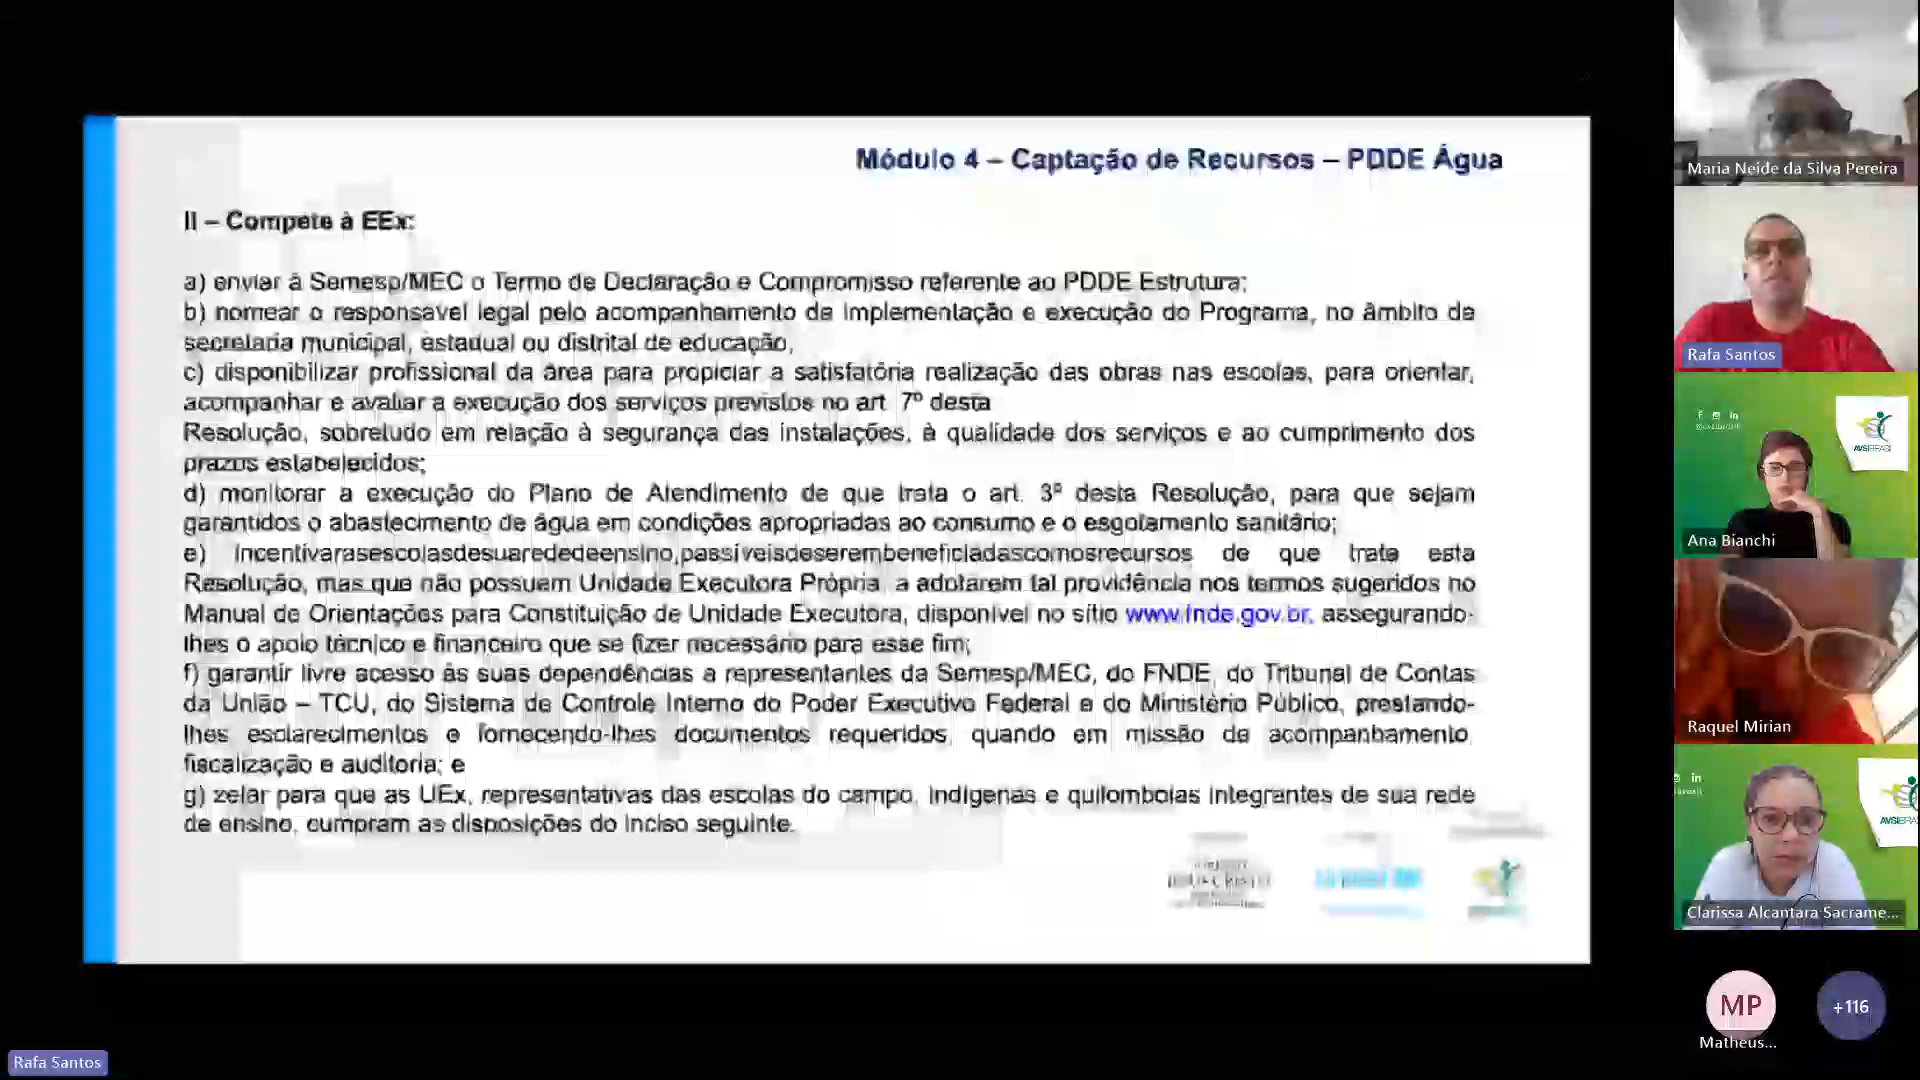 Módulo 4 – Captação de Recursos – PDDE Água
II – Compete à EEx:
a) enviar à Semesp/MEC o Termo de Declaração e Compromisso referente ao PDDE Estrutura;
b) nomear o responsável legal pelo acompanhamento da implementação e execução do Programa, no âmbito da
secretaria municipal, estadual ou distrital de educação;
c) disponibilizar profissional da área para propiciar a satisfatória realização das obras nas escolas, para orientar,
acompanhar e avaliar a execução dos serviços previstos no art. 7º desta
Resolução, sobretudo em relação à segurança das instalações, à qualidade dos serviços e ao cumprimento dos
prazos estabelecidos;
d) monitorar a execução do Plano de Atendimento de que trata o art. 3º desta Resolução, para que sejam
garantidos o abastecimento de água em condições apropriadas ao consumo e o esgotamento sanitário;
e) incentivarasescolasdesuarededeensino,passíveisdeserembeneficiadascomosrecursos de que trata esta
Resolução, mas que não possuem Unidade Executora Própria, a adotarem tal providência nos termos sugeridos no
Manual de Orientações para Constituição de Unidade Executora, disponível no sítio www.fnde.gov.br, assegurando-
lhes o apoio técnico e financeiro que se fizer necessário para esse fim;
f) garantir livre acesso às suas dependências a representantes da Semesp/MEC, do FNDE, do Tribunal de Contas
da União – TCU, do Sistema de Controle Interno do Poder Executivo Federal e do Ministério Público, prestando-
lhes esclarecimentos e fornecendo-lhes documentos requeridos, quando em missão de acompanhamento,
fiscalização e auditoria; e
g) zelar para que as UEx, representativas das escolas do campo, indígenas e quilombolas integrantes de sua rede
de ensino, cumpram as disposições do inciso seguinte.
Maria Neide da Silva Pereira
Rafa Santos
AVSIBRASIL
Ana Bianchi
Raquel Mirian
in
AVSIBRA
Clarissa Alcantara Sacrame...
MP
+116
Matheus...
Rafa Santos